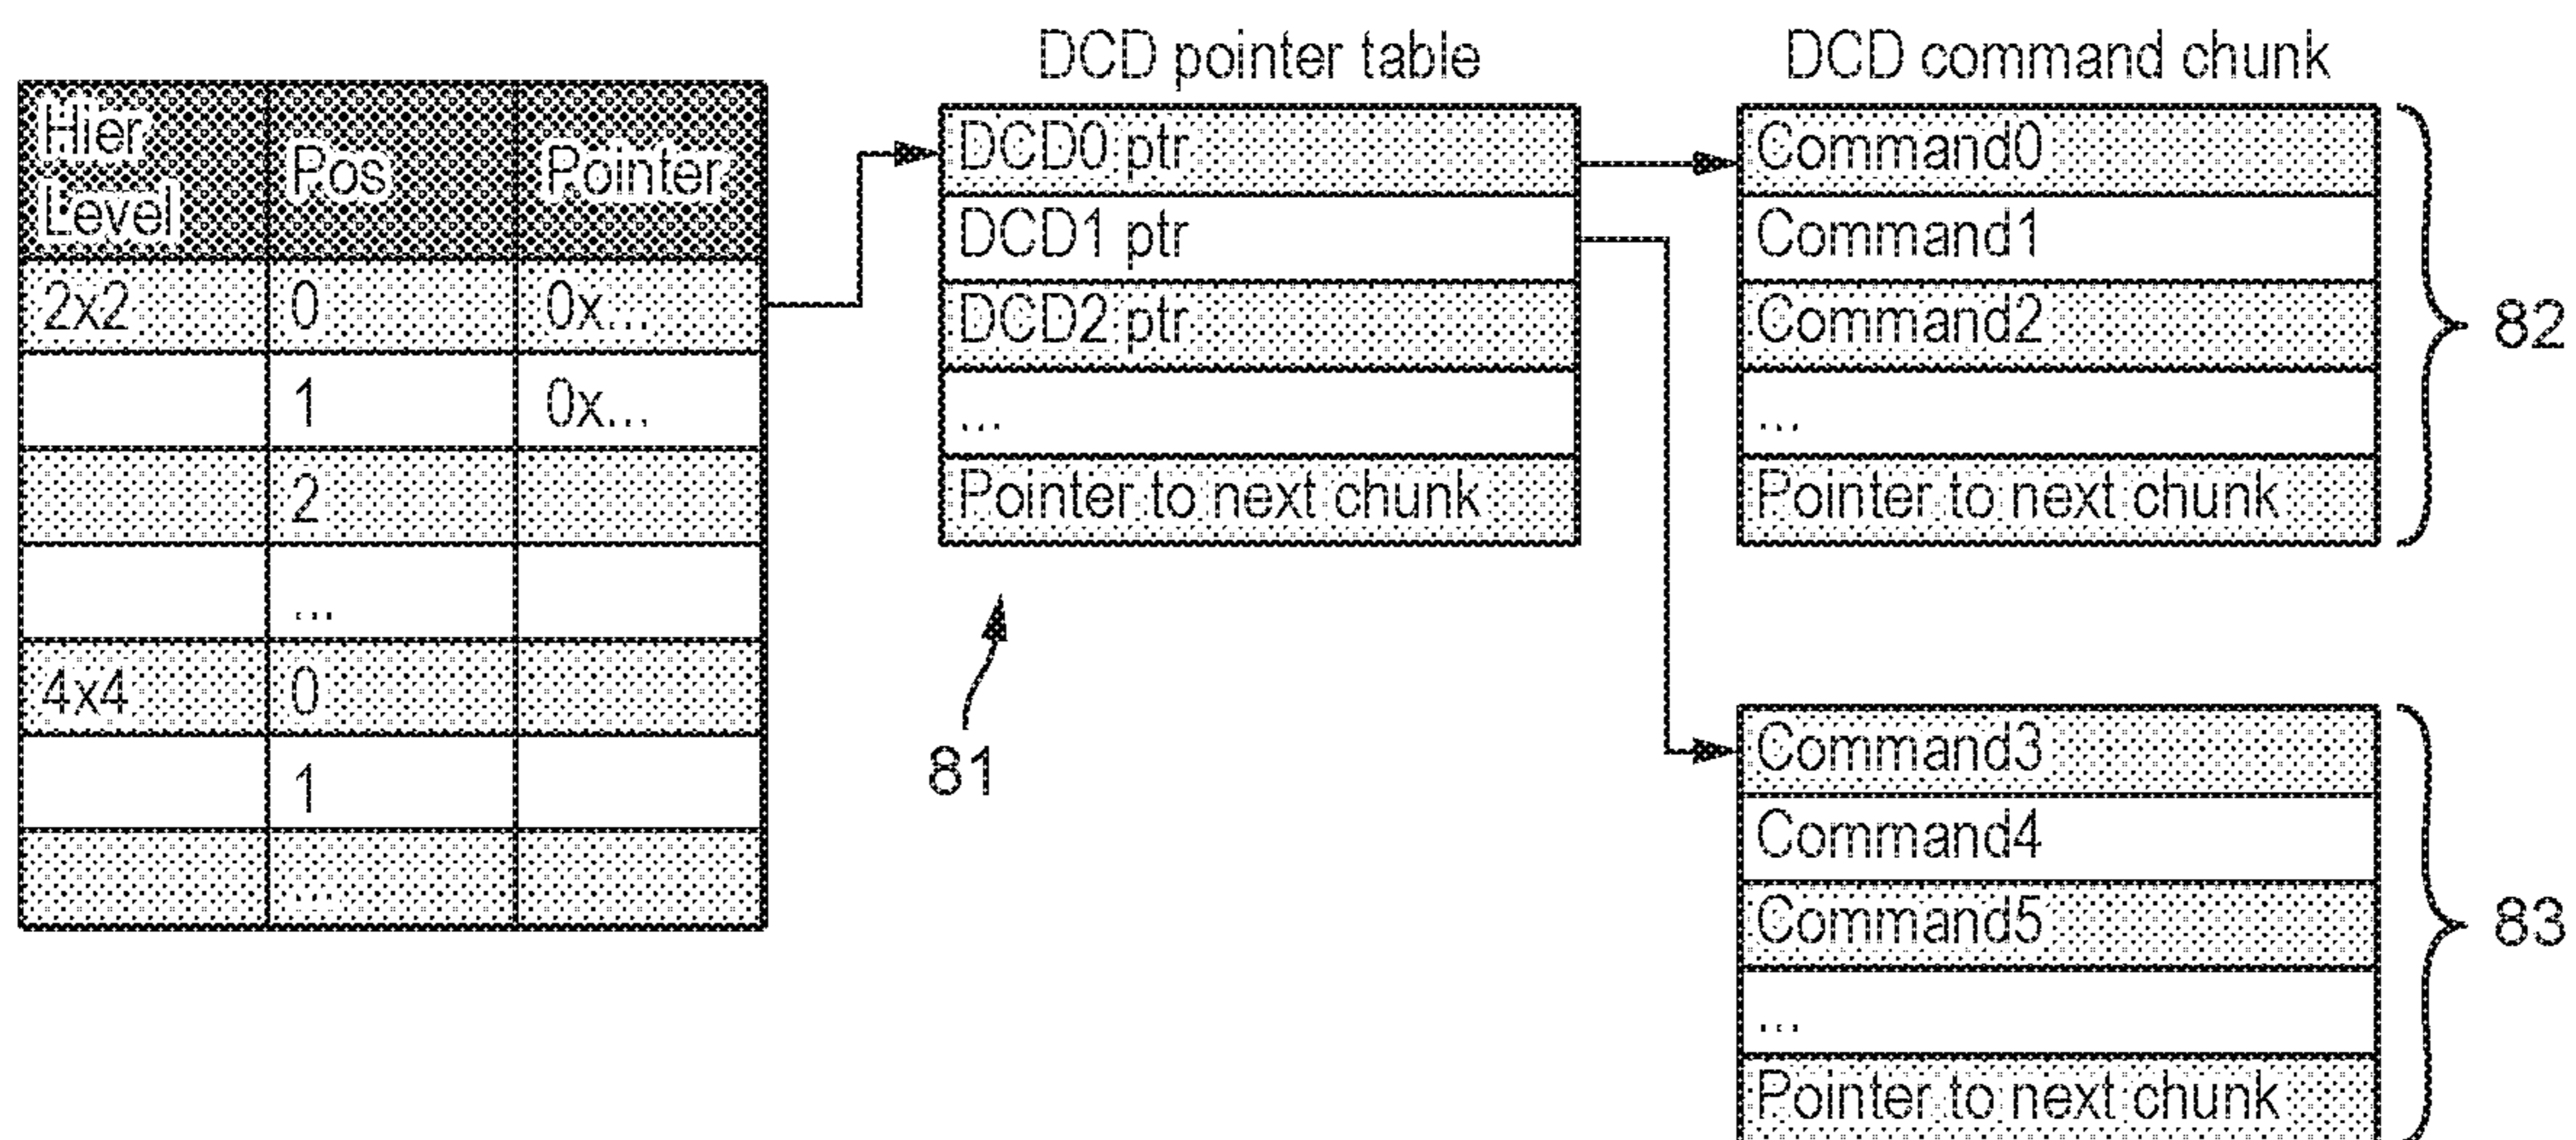 DCD pointer table
DCD command chunk
Hier
Level
Pos
Pointer
2x2
0
0x...
1
0x...
2
...
4x4
0
1
...
DCD0 ptr
DCD1 ptr
DCD2 ptr
...
Pointer to next chunk
81
Command0
Command1
Command2
...
Pointer to next chunk
82
Command3
Command4
Command5
...
Pointer to next chunk
83